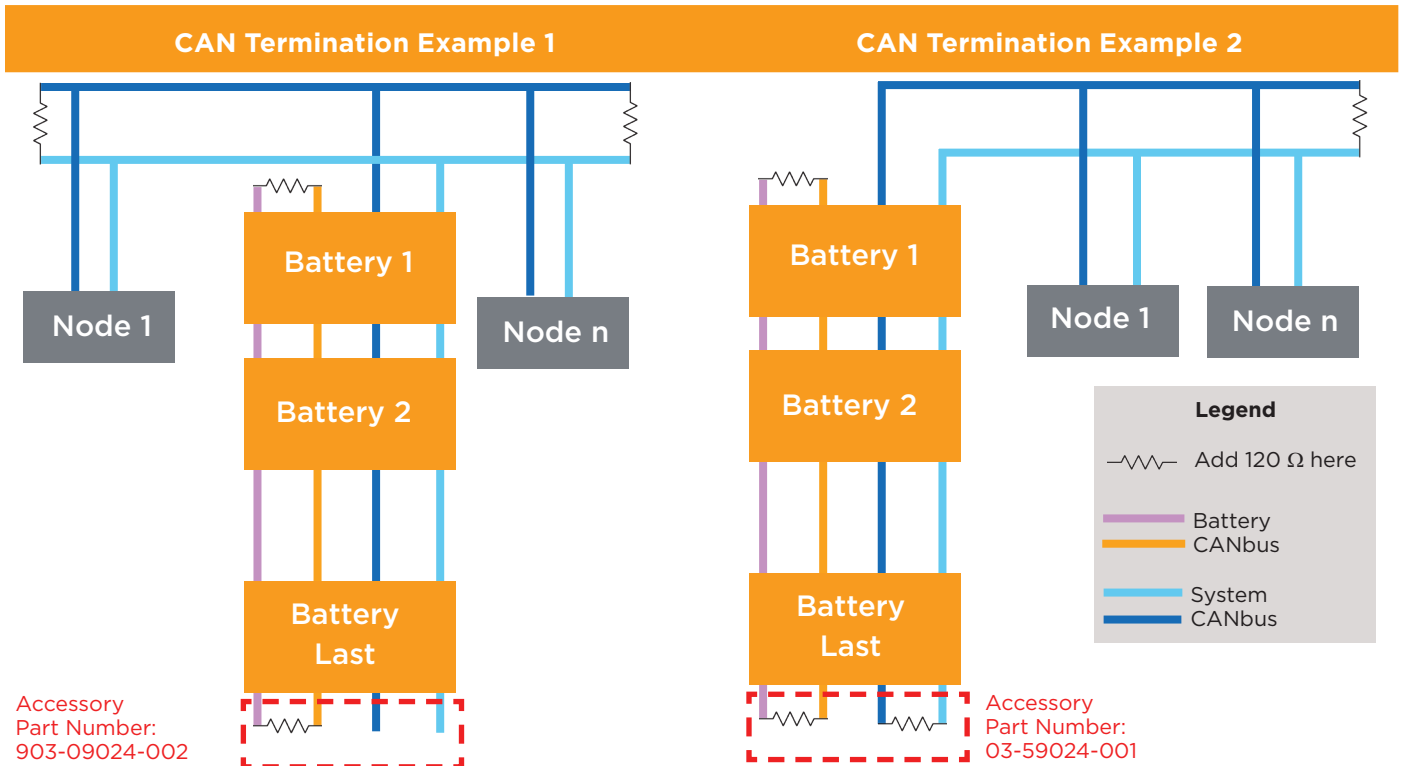 CAN Termination Example 1
CAN Termination Example 2
Battery 1
Node 1
Node n
Battery 2
Battery
Last
Accessory
Part Number:
903-09024-002
Battery 1
Node 1
Node n
Battery 2
Battery
Last
Accessory
Part Number:
03-59024-001
Legend
Add 120 Ω here
Battery
CANbus
System
CANbus